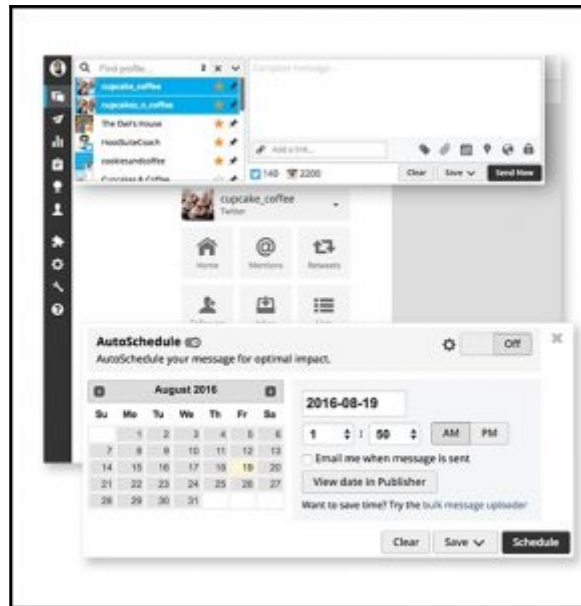 Find profile...
Compose message...
cupcake_coffee
cupcakes_n_coffee
The Owl's House
HootSuiteCoach
cookiesandcoffee
Cupcakes & Coffee
Add a link...
140 2200
Clear Save Send Now
cupcake_coffee
Twitter
Home Mentions Retweets
AutoSchedule
AutoSchedule your message for optimal impact.
Off
August 2016
Su Mo Tu We Th Fr Sa
1 2 3 4 5 6
7 8 9 10 11 12 13
14 15 16 17 18 19 20
21 22 23 24 25 26 27
28 29 30 31
2016-08-19
1 : 50 AM PM
Email me when message is sent
View date in Publisher
Want to save time? Try the bulk message uploader
Clear Save Schedule